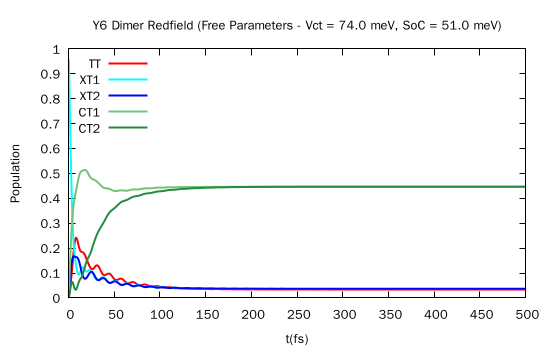 Y6 Dimer Redfield (Free Parameters - Vct = 74.0 meV, SoC = 51.0 meV)
1
0.9
0.8
0.7
0.6
0.5
0.4
0.3
0.2
0.1
0
Population
TT
XT1
XT2
CT1
CT2
0 50 100 150 200 250 300 350 400 450 500
t(fs)